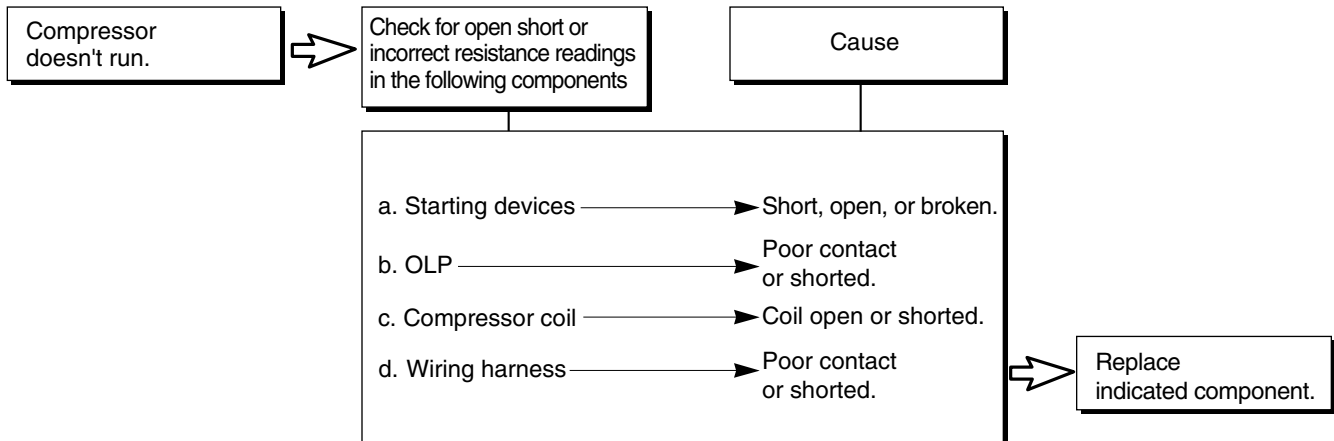 Compressor
doesn't run.
Check for open short or
incorrect resistance readings
in the following components
Cause
a. Starting devices
Short, open, or broken.
b. OLP
Poor contact
or shorted.
c. Compressor coil
Coil open or shorted.
d. Wiring harness
Poor contact
or shorted.
Replace
indicated component.